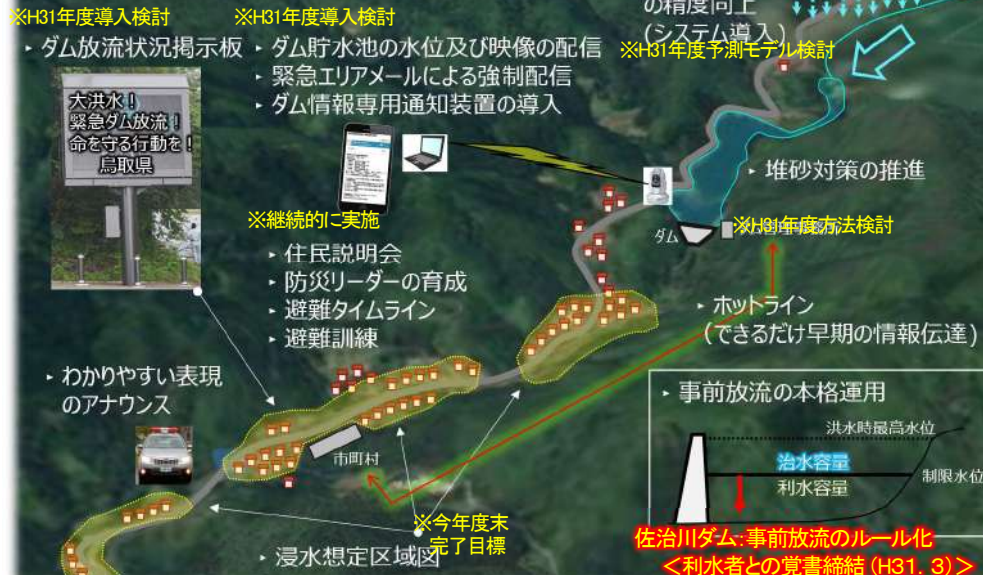 ※H31年度導入検討
▸ ダム放流状況掲示板
大洪水!
緊急ダム放流!
命を守る行動を!
鳥取県
※H31年度導入検討
▸ ダム貯水池の水位及び映像の配信
▸ 緊急エリアメールによる強制配信
▸ ダム情報専用通知装置の導入
の精度向上
(システム導入)
※H31年度予測モデル検討
▸ 堆砂対策の推進
※H31年度方法検討
ダム
※継続的に実施
▸ 住民説明会
▸ 防災リーダーの育成
▸ 避難タイムライン
▸ 避難訓練
▸ ホットライン
(できるだけ早期の情報伝達)
▸ わかりやすい表現
のアナウンス
市町村
※今年度末
完了目標
▸ 浸水想定区域図
▸ 事前放流の本格運用
洪水時最高水位
治水容量
制限水位
利水容量
佐治川ダム:事前放流のルール化
<利水者との覚書締結(H31.3)>